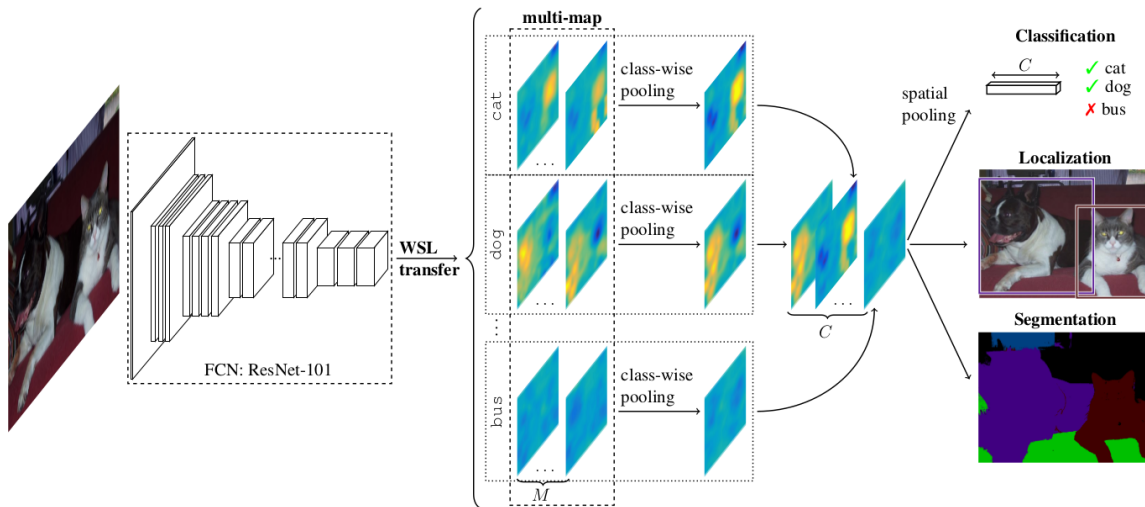 FCN: ResNet-101
WSL
transfer
multi-map
cat
class-wise
pooling
. . .
dog
class-wise
pooling
. . .
...
bus
class-wise
pooling
. . .
M
. . .
C
spatial
pooling
Classification
C
✓ cat
✓ dog
✗ bus
Localization
Segmentation